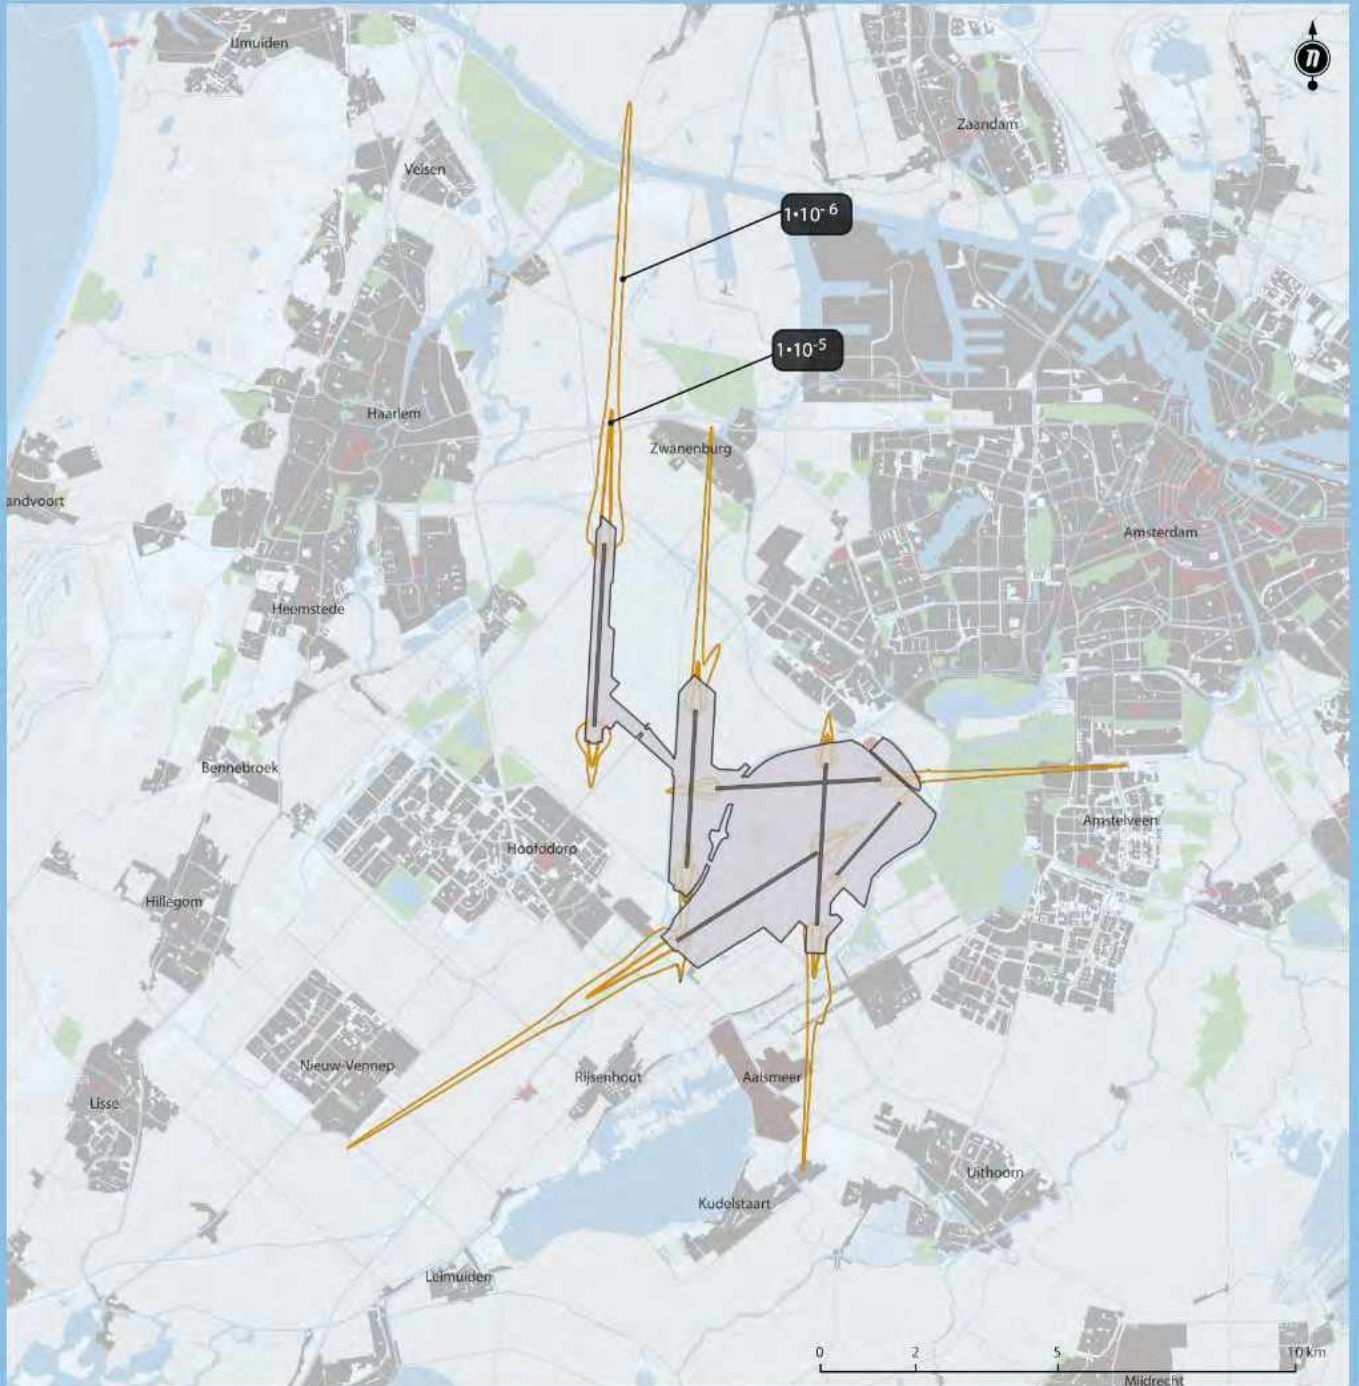 IJmuiden
n
Zaandam
Velsen
1•10⁻⁶
1•10⁻⁵
Haarlem
Zwanenburg
andvoort
Amsterdam
Heemstede
Bennebroek
Amstelveen
Hoofddorp
Hillegom
Nieuw-Vennep
Rijsenhout
Aalsmeer
Lisse
Uithoorn
Kudelstaart
Leimuiden
0 2 5 10 km
Mijdrecht